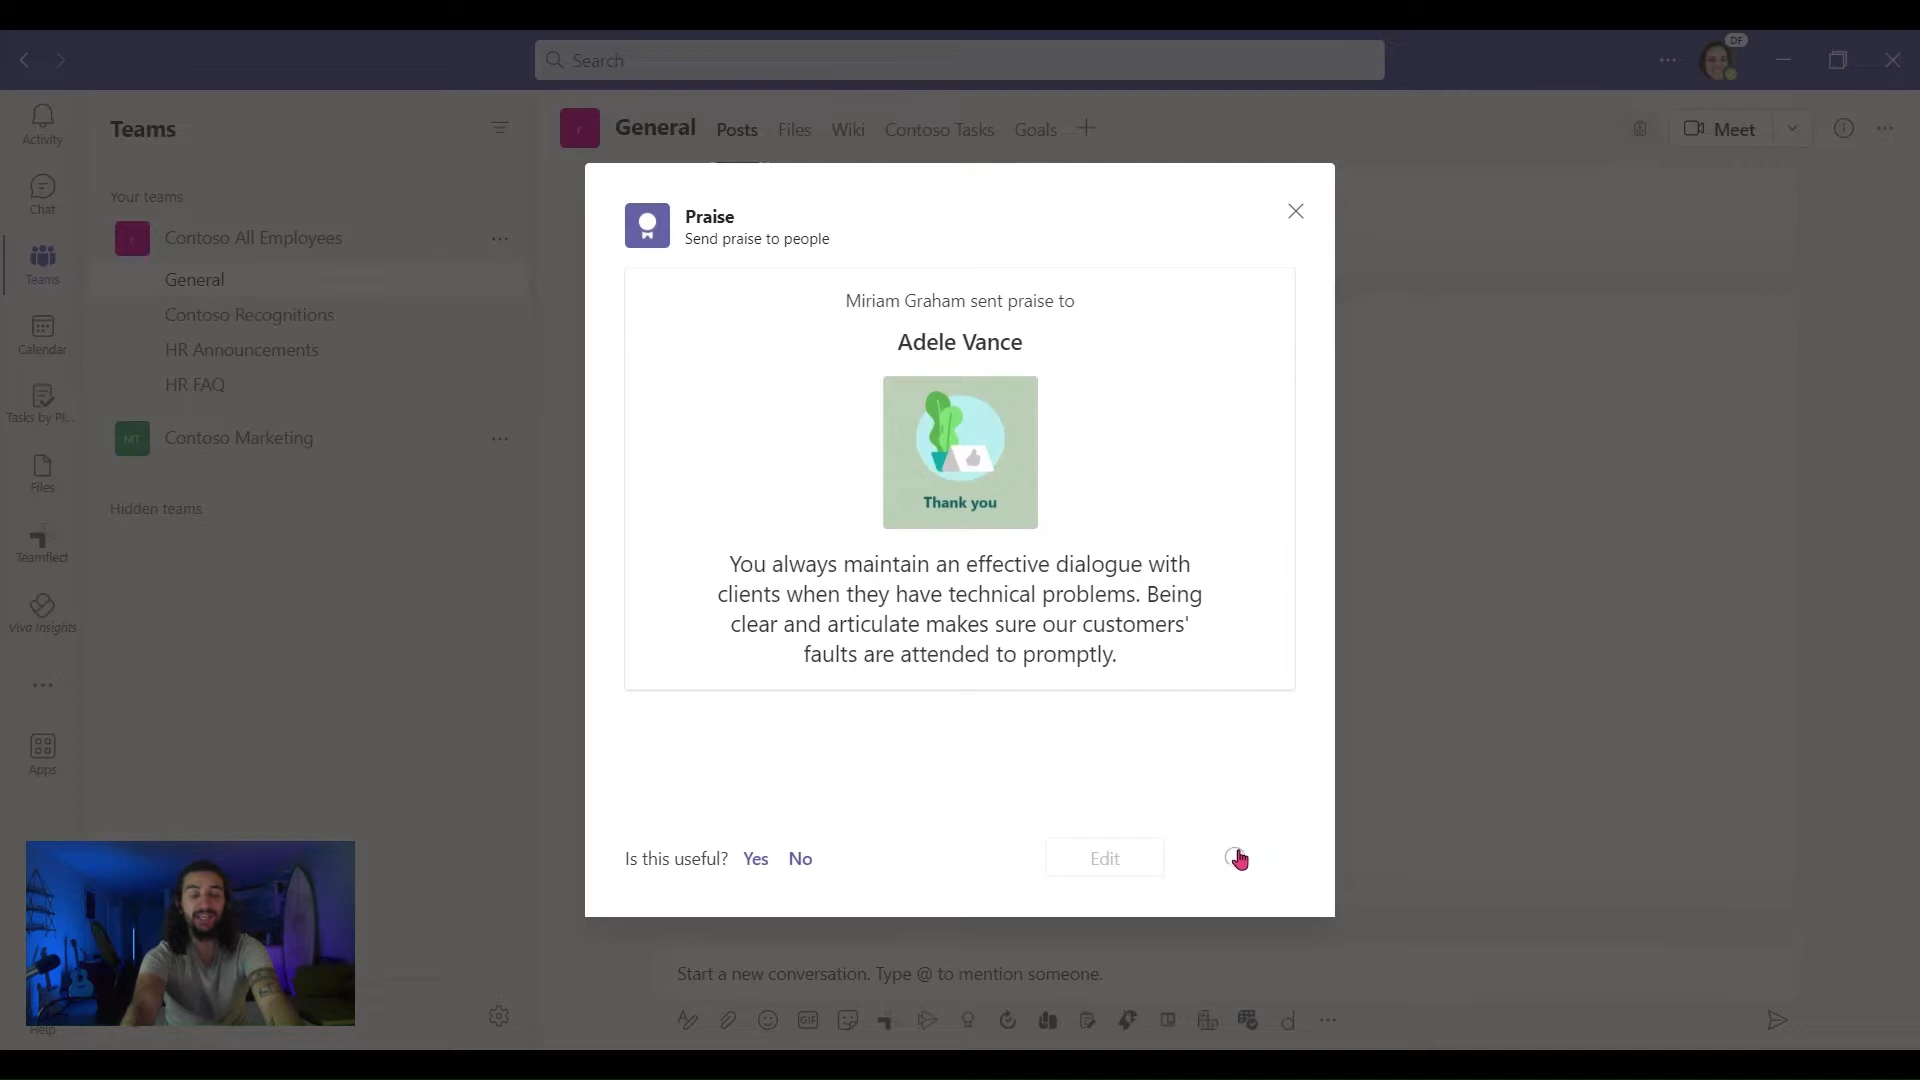 Search
DF
Activity
Chat
Teams
Calendar
Tasks by Pl...
Files
Teamflect
Viva Insights
Apps
Help
Teams
Your teams
r
Contoso All Employees
General
Contoso Recognitions
HR Announcements
HR FAQ
MT
Contoso Marketing
Hidden teams
r
General
Posts
Files
Wiki
Contoso Tasks
Goals
Meet
Praise
Send praise to people
Miriam Graham sent praise to
Adele Vance
Thank you
You always maintain an effective dialogue with
clients when they have technical problems. Being
clear and articulate makes sure our customers'
faults are attended to promptly.
Is this useful?
Yes
No
Edit
Start a new conversation. Type @ to mention someone.
GIF